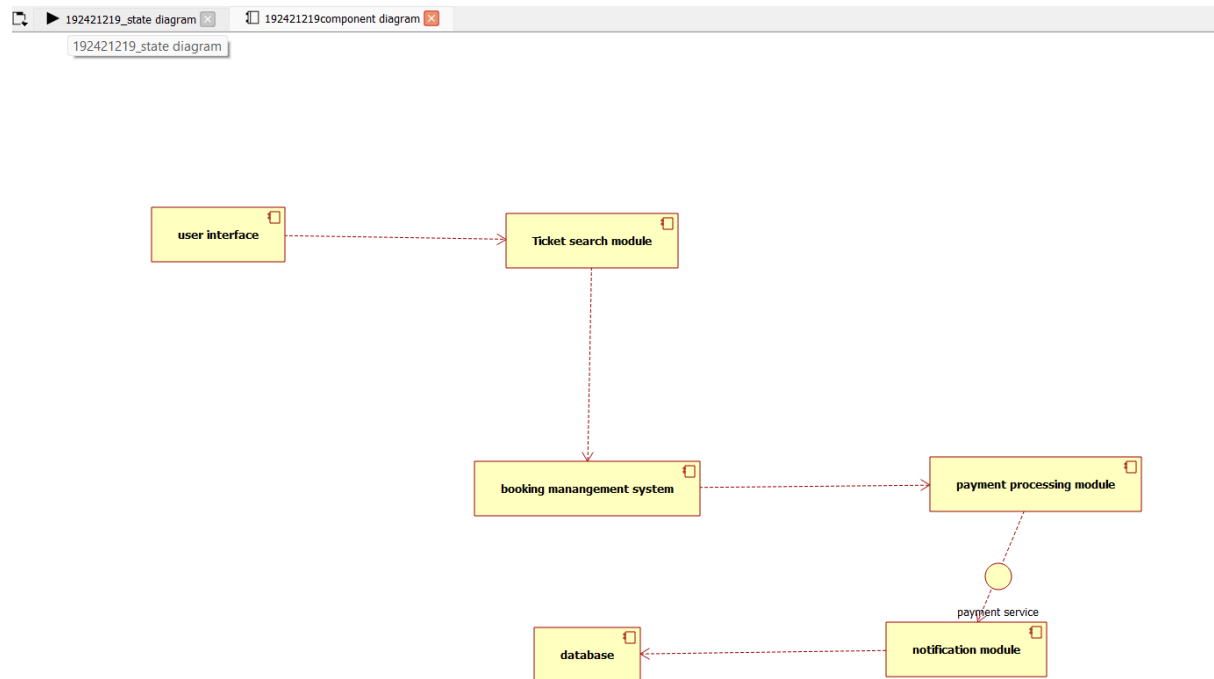 192421219_state diagram
192421219component diagram
192421219_state diagram
user interface
Ticket search module
booking manangement system
payment processing module
payment service
database
notification module